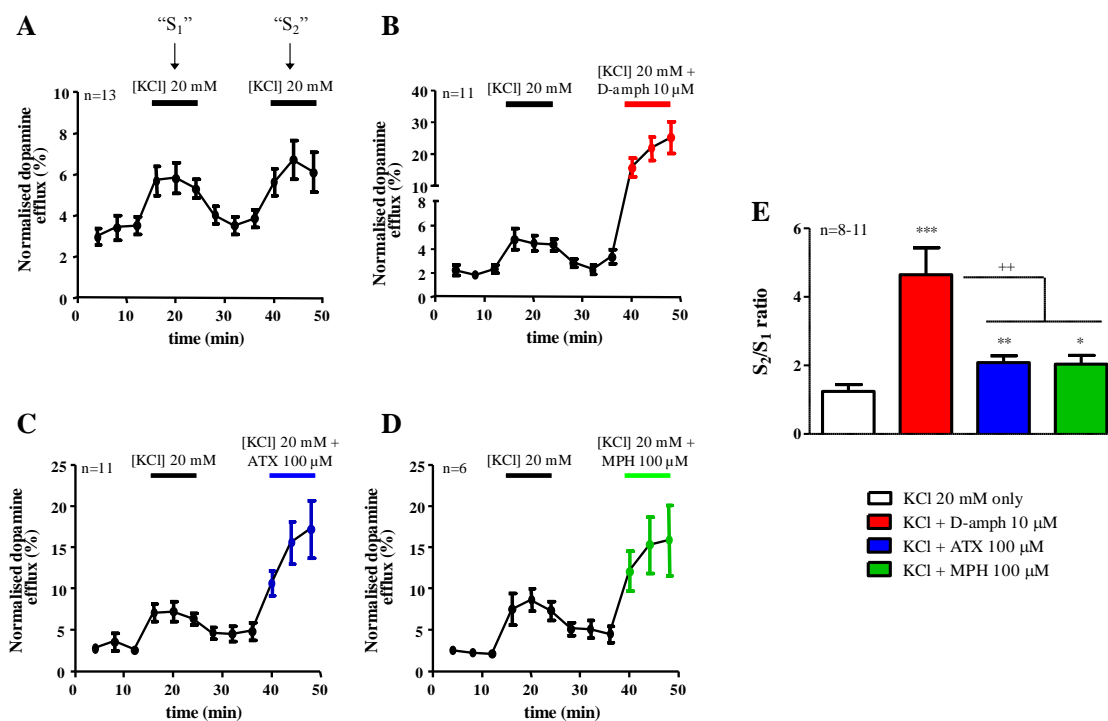 A
“S1”
“S2”
[KCl] 20 mM
[KCl] 20 mM
n=13
Normalised dopamine
efflux (%)
10
8
6
4
2
0
0 10 20 30 40 50
time (min)
B
[KCl] 20 mM
[KCl] 20 mM +
D-amph 10 µM
n=11
Normalised dopamine
efflux (%)
40
30
20
10
8
6
4
2
0
0 10 20 30 40 50
time (min)
C
[KCl] 20 mM
[KCl] 20 mM +
ATX 100 µM
n=11
Normalised dopamine
efflux (%)
25
20
15
10
5
0
0 10 20 30 40 50
time (min)
D
[KCl] 20 mM
[KCl] 20 mM +
MPH 100 µM
n=6
Normalised dopamine
efflux (%)
25
20
15
10
5
0
0 10 20 30 40 50
time (min)
E
n=8-11
S2/S1 ratio
6
4
2
0
***
++
**
*
KCl 20 mM only
KCl + D-amph 10 µM
KCl + ATX 100 µM
KCl + MPH 100 µM